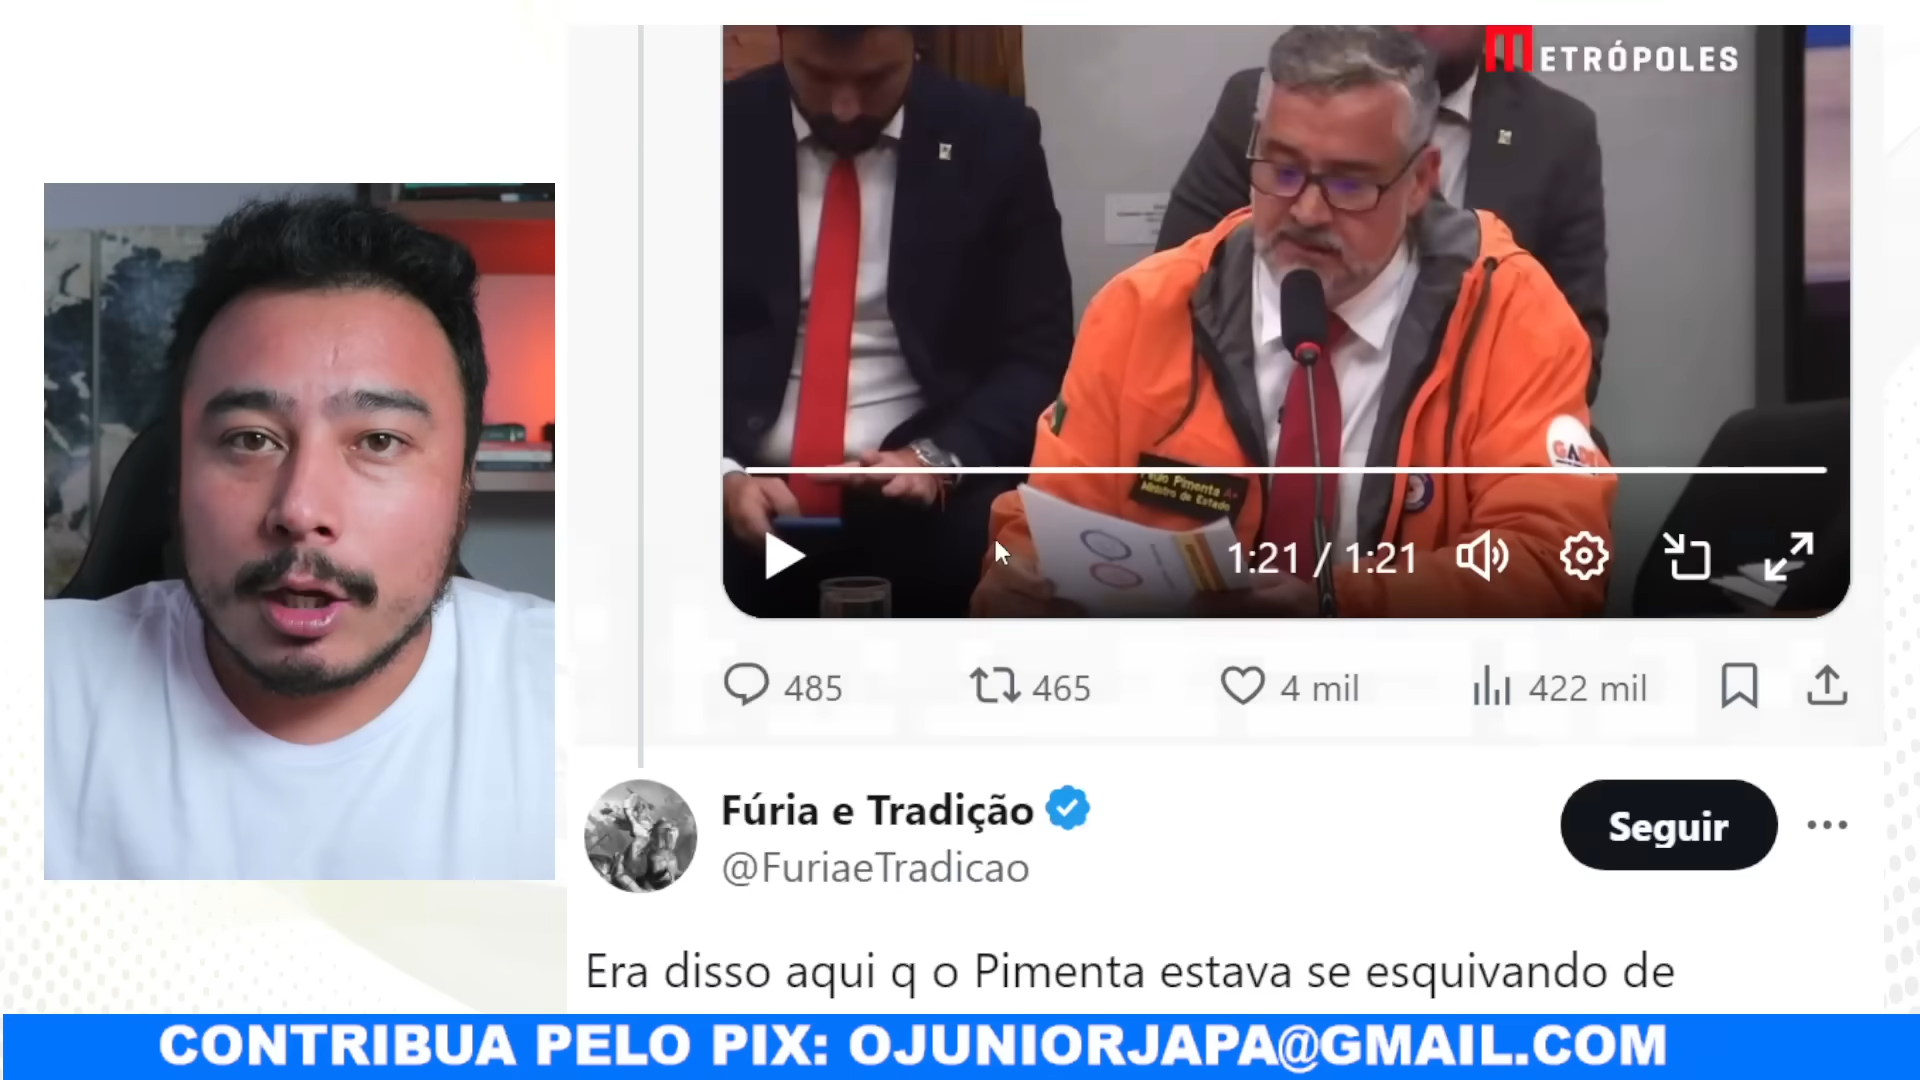 METRÓPOLES
Paulo Pimenta A+
Ministro de Estado
1:21 / 1:21
485
465
4 mil
422 mil
Fúria e Tradição
@FuriaeTradicao
Seguir
Era disso aqui q o Pimenta estava se esquivando de
CONTRIBUA PELO PIX: OJUNIORJAPA@GMAIL.COM